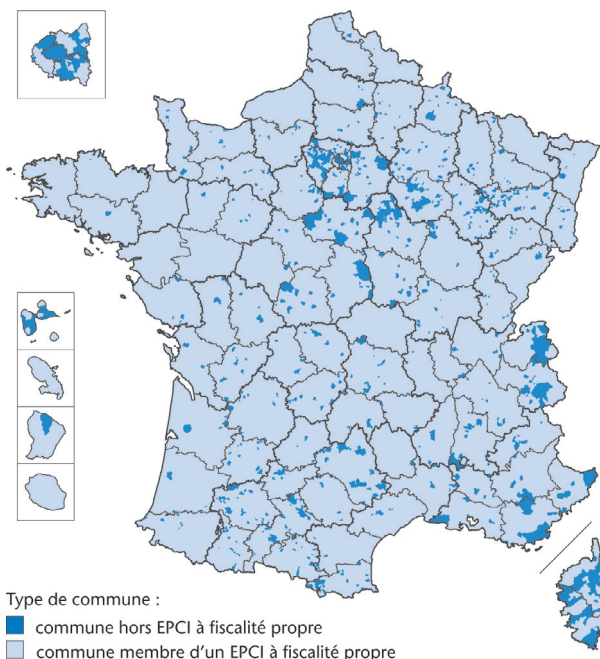 Type de commune :
commune hors EPCI à fiscalité propre
commune membre d'un EPCI à fiscalité propre